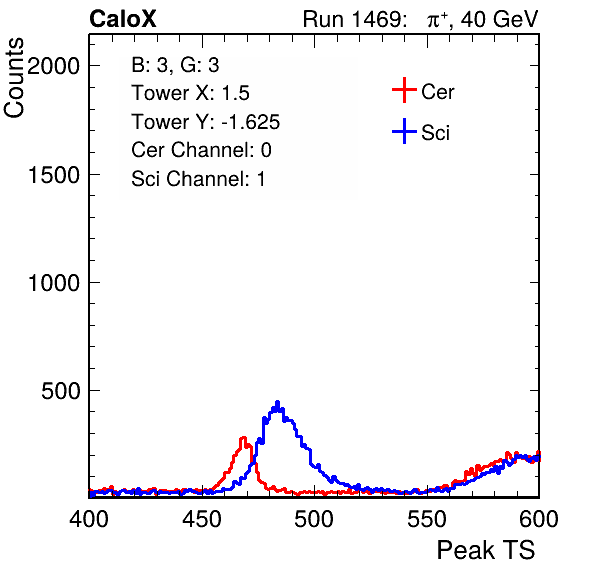 CaloX Run 1469: π⁺, 40 GeV
Counts
2000
1500
1000
500
B: 3, G: 3
Tower X: 1.5
Tower Y: -1.625
Cer Channel: 0
Sci Channel: 1
Cer
Sci
400 450 500 550 600
Peak TS